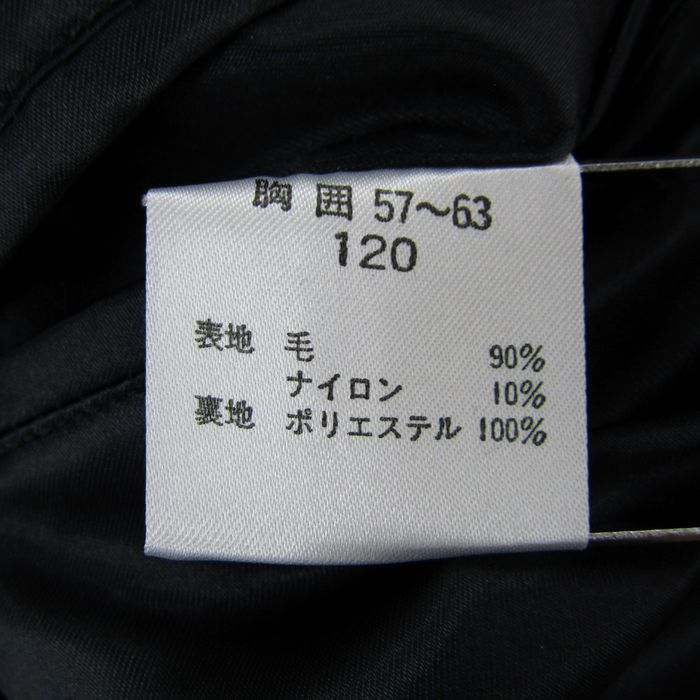 胸囲 57～63
120
表地 毛 90%
ナイロン 10%
裏地 ポリエステル 100%